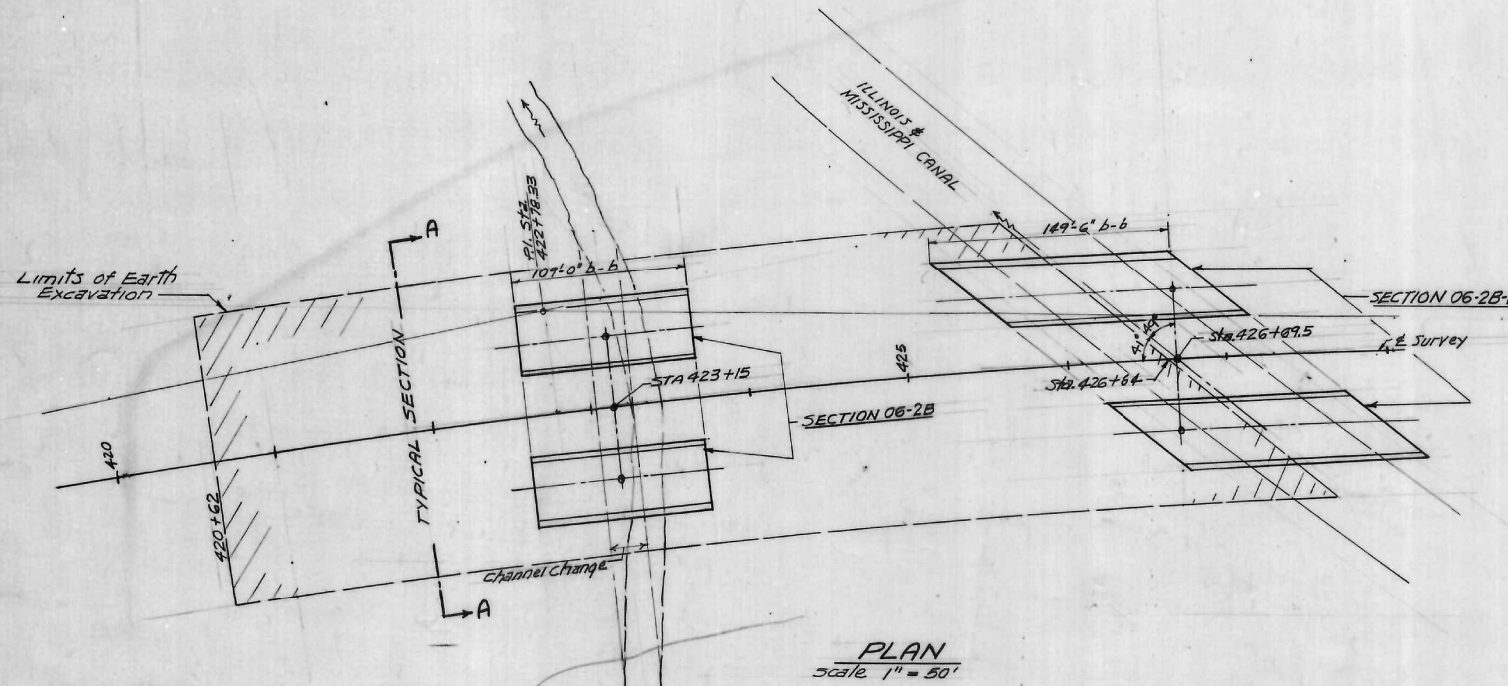 ILLINOIS &
MISSISSIPPI CANAL
P.I. Sta
422+78.33
A
109'-0" b-b
149'-6" b-b
Limits of Earth
Excavation
SECTION 06-2B-1
Sta. 426+69.5
℄ Survey
425
STA 423+15
Sta. 426+64
TYPICAL SECTION
SECTION 06-2B
420
420+62
Channel Change
A
PLAN
Scale 1" = 50'